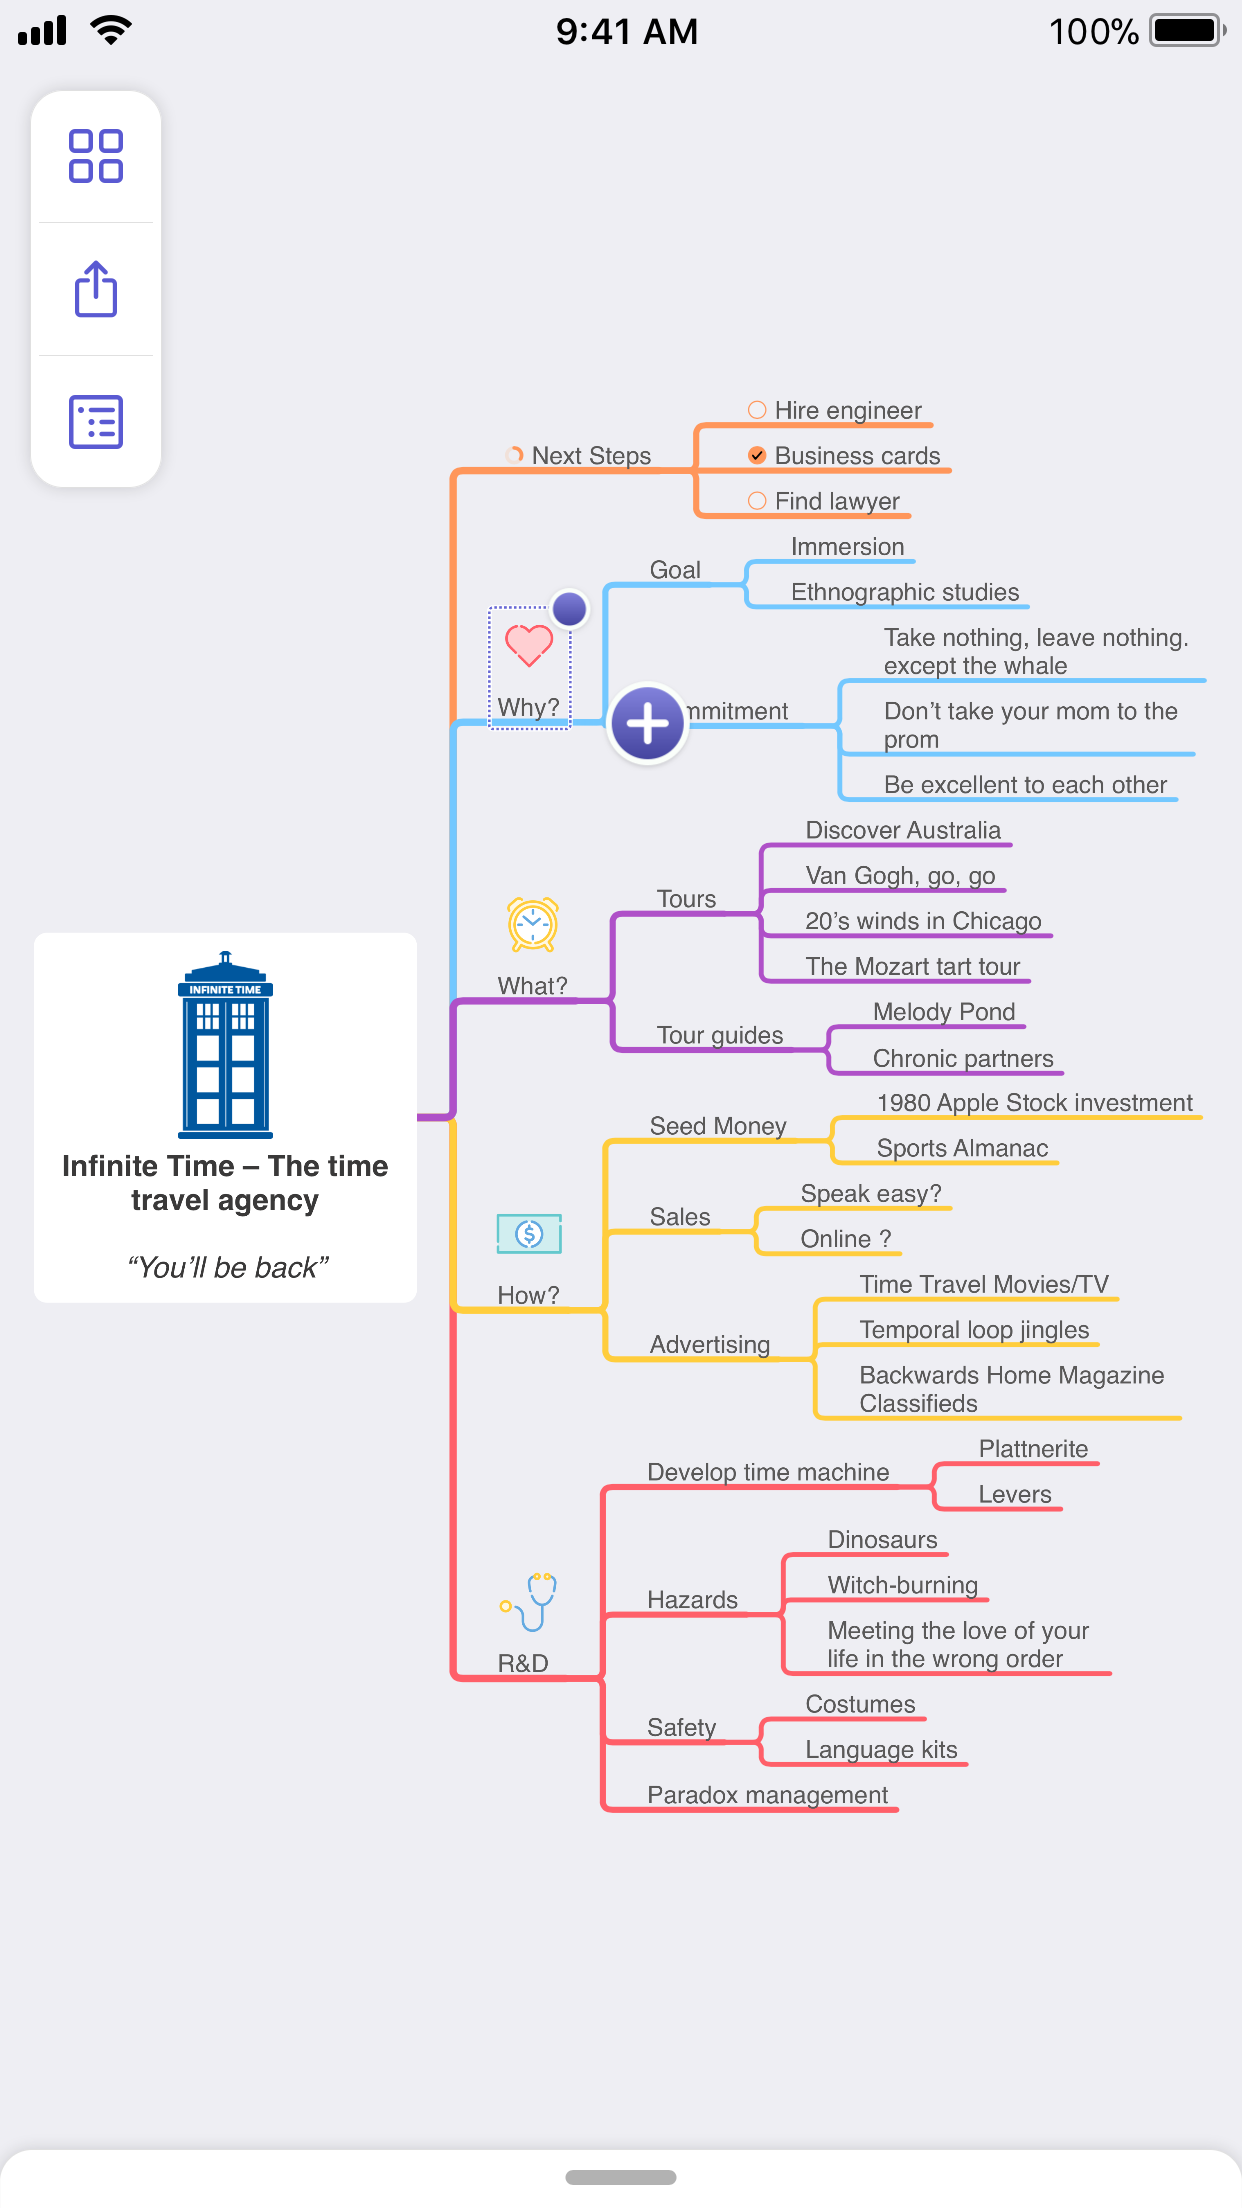 9:41 AM
100%
Hire engineer
Next Steps
Business cards
Find lawyer
Immersion
Goal
Ethnographic studies
Take nothing, leave nothing.
except the whale
Why?
mmitment
Don’t take your mom to the
prom
Be excellent to each other
Discover Australia
Van Gogh, go, go
Tours
20’s winds in Chicago
The Mozart tart tour
What?
Melody Pond
Tour guides
Chronic partners
INFINITE TIME
Infinite Time – The time
travel agency
“You’ll be back”
1980 Apple Stock investment
Seed Money
Sports Almanac
Speak easy?
Sales
Online ?
How?
Time Travel Movies/TV
Temporal loop jingles
Advertising
Backwards Home Magazine
Classifieds
Plattnerite
Develop time machine
Levers
Dinosaurs
Witch-burning
Hazards
Meeting the love of your
life in the wrong order
R&D
Costumes
Safety
Language kits
Paradox management